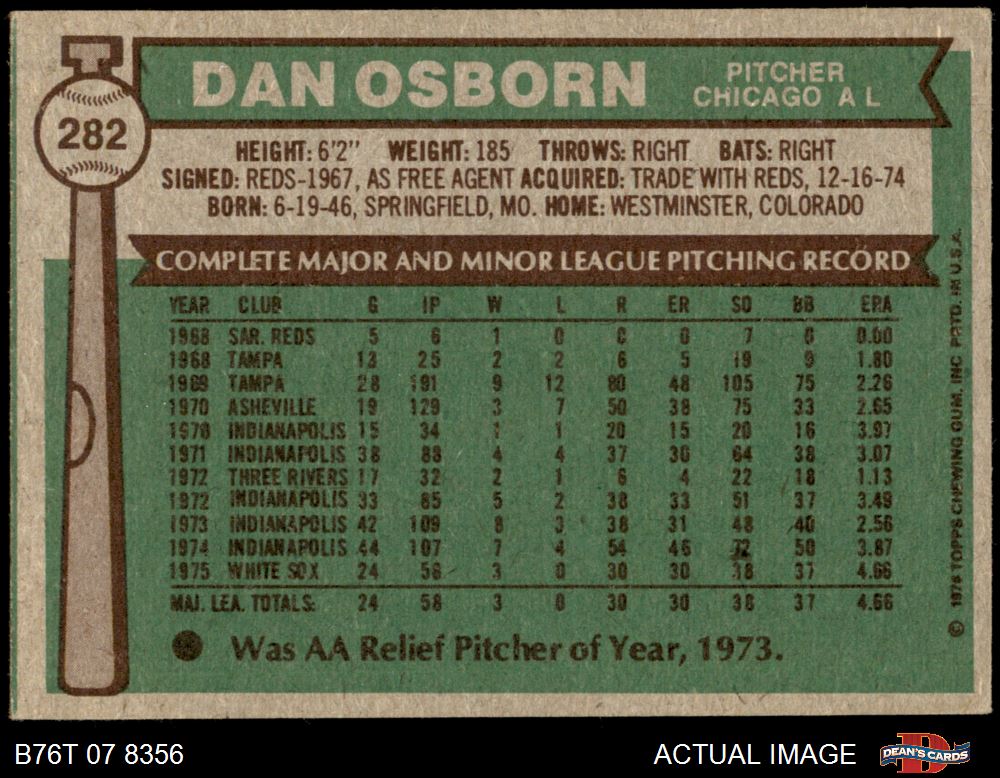 DAN OSBORN
PITCHER
CHICAGO A L
282
HEIGHT: 6'2" WEIGHT: 185 THROWS: RIGHT BATS: RIGHT
SIGNED: REDS-1967, AS FREE AGENT ACQUIRED: TRADE WITH REDS, 12-16-74
BORN: 6-19-46, SPRINGFIELD, MO. HOME: WESTMINSTER, COLORADO
COMPLETE MAJOR AND MINOR LEAGUE PITCHING RECORD
YEAR CLUB G IP W L R ER SO BB ERA
1968 SAR. REDS 5 6 1 0 0 0 7 0.00
1968 TAMPA 13 25 2 2 6 5 19 9 1.80
1969 TAMPA 28 191 9 12 80 48 105 75 2.26
1970 ASHEVILLE 19 129 3 7 50 38 75 33 2.65
1970 INDIANAPOLIS 15 34 1 1 20 15 20 16 3.97
1971 INDIANAPOLIS 38 88 4 4 37 30 64 38 3.07
1972 THREE RIVERS 17 32 2 1 6 4 22 18 1.13
1972 INDIANAPOLIS 33 85 5 2 38 33 51 37 3.49
1973 INDIANAPOLIS 42 109 8 3 38 31 48 40 2.56
1974 INDIANAPOLIS 44 107 7 4 54 46 72 50 3.87
1975 WHITE SOX 24 58 3 0 30 30 38 37 4.66
MAJ. LEA. TOTALS: 24 58 3 0 30 30 38 37 4.66
Was AA Relief Pitcher of Year, 1973.
© 1976 TOPPS CHEWING GUM, INC. PRTD. IN U.S.A.
B76T 07 8356
ACTUAL IMAGE
DEAN'S CARDS